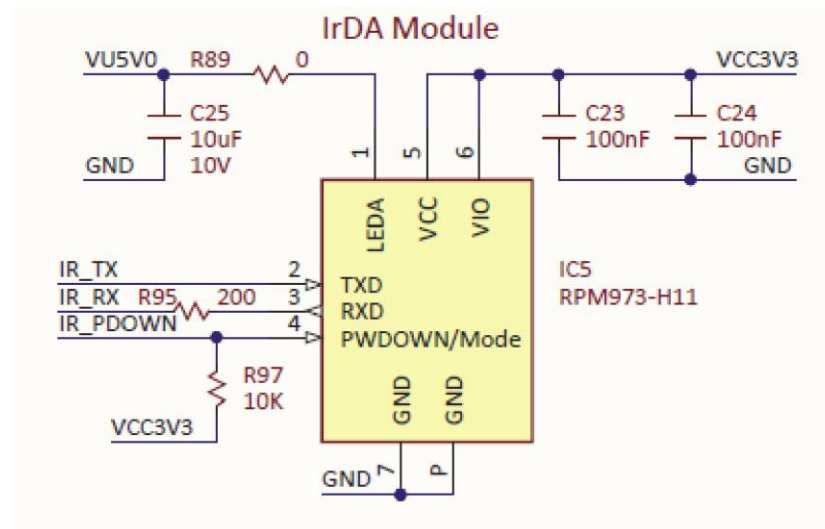 IrDA Module
VU5V0 R89 0 VCC3V3
C25
10uF
10V
C23
100nF
C24
100nF
GND GND
1 5 6
LEDA VCC VIO
IR_TX 2 TXD
IR_RX R95 200 3 RXD
IR_PDOWN 4 PWDOWN/Mode
IC5
RPM973-H11
R97
10K
VCC3V3
GND GND
GND 7 P